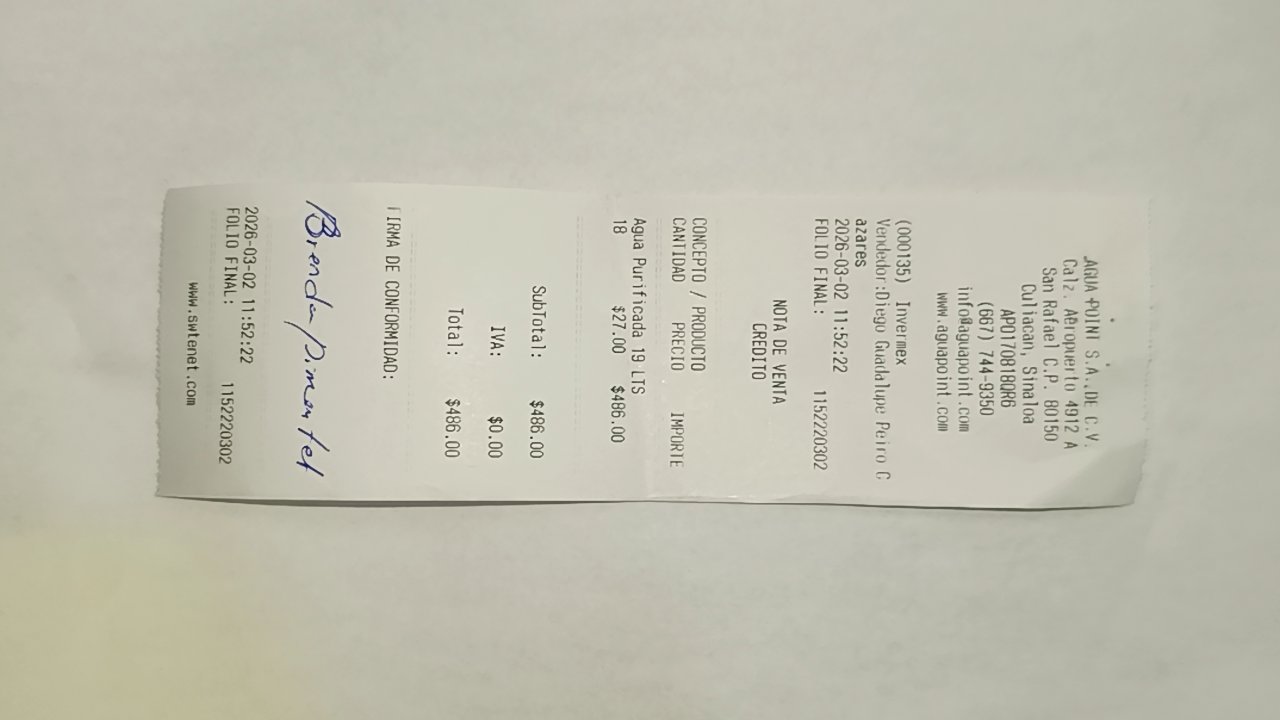 AGUA POINT S.A. DE C.V.
Calz. Aeropuerto 4912 A
San Rafael C.P. 80150
Culiacan, Sinaloa
APO170818QR6
(667) 744-9350
info@aguapoint.com
www.aguapoint.com
(000135) Invermex
Vendedor:Diego Guadalupe Peiro C
azares
2026-03-02 11:52:22
FOLIO FINAL: 1152220302
NOTA DE VENTA
CREDITO
CONCEPTO / PRODUCTO
CANTIDAD PRECIO IMPORTE
Agua Purificada 19 LTS
18 $27.00 $486.00
SubTotal: $486.00
IVA: $0.00
Total: $486.00
FIRMA DE CONFORMIDAD:
Brenda Pimentel
2026-03-02 11:52:22
FOLIO FINAL: 1152220302
www.swtenet.com